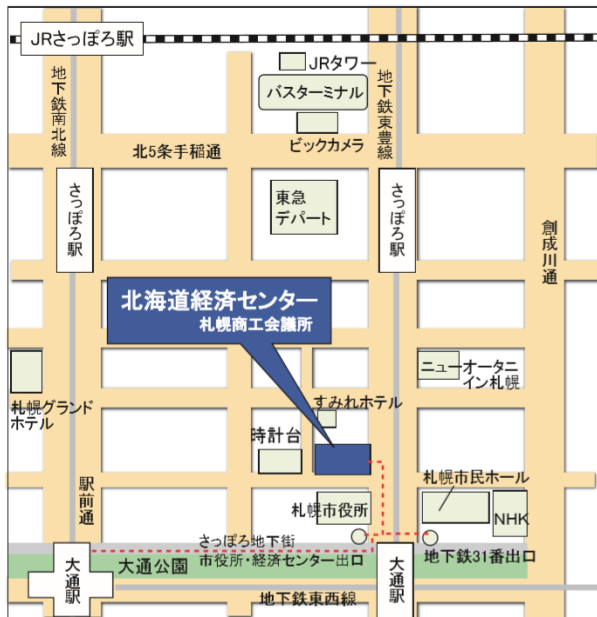 JRさっぽろ駅
JRタワー
バスターミナル
ビックカメラ
地下鉄南北線
地下鉄東豊線
北5条手稲通
さっぽろ駅
東急
デパート
さっぽろ駅
創成川通
北海道経済センター
札幌商工会議所
ニューオータニ
イン札幌
札幌グランド
ホテル
すみれホテル
時計台
駅前通
札幌市民ホール
札幌市役所
NHK
さっぽろ地下街
市役所・経済センター出口
地下鉄31番出口
大通公園
大通駅
大通駅
地下鉄東西線